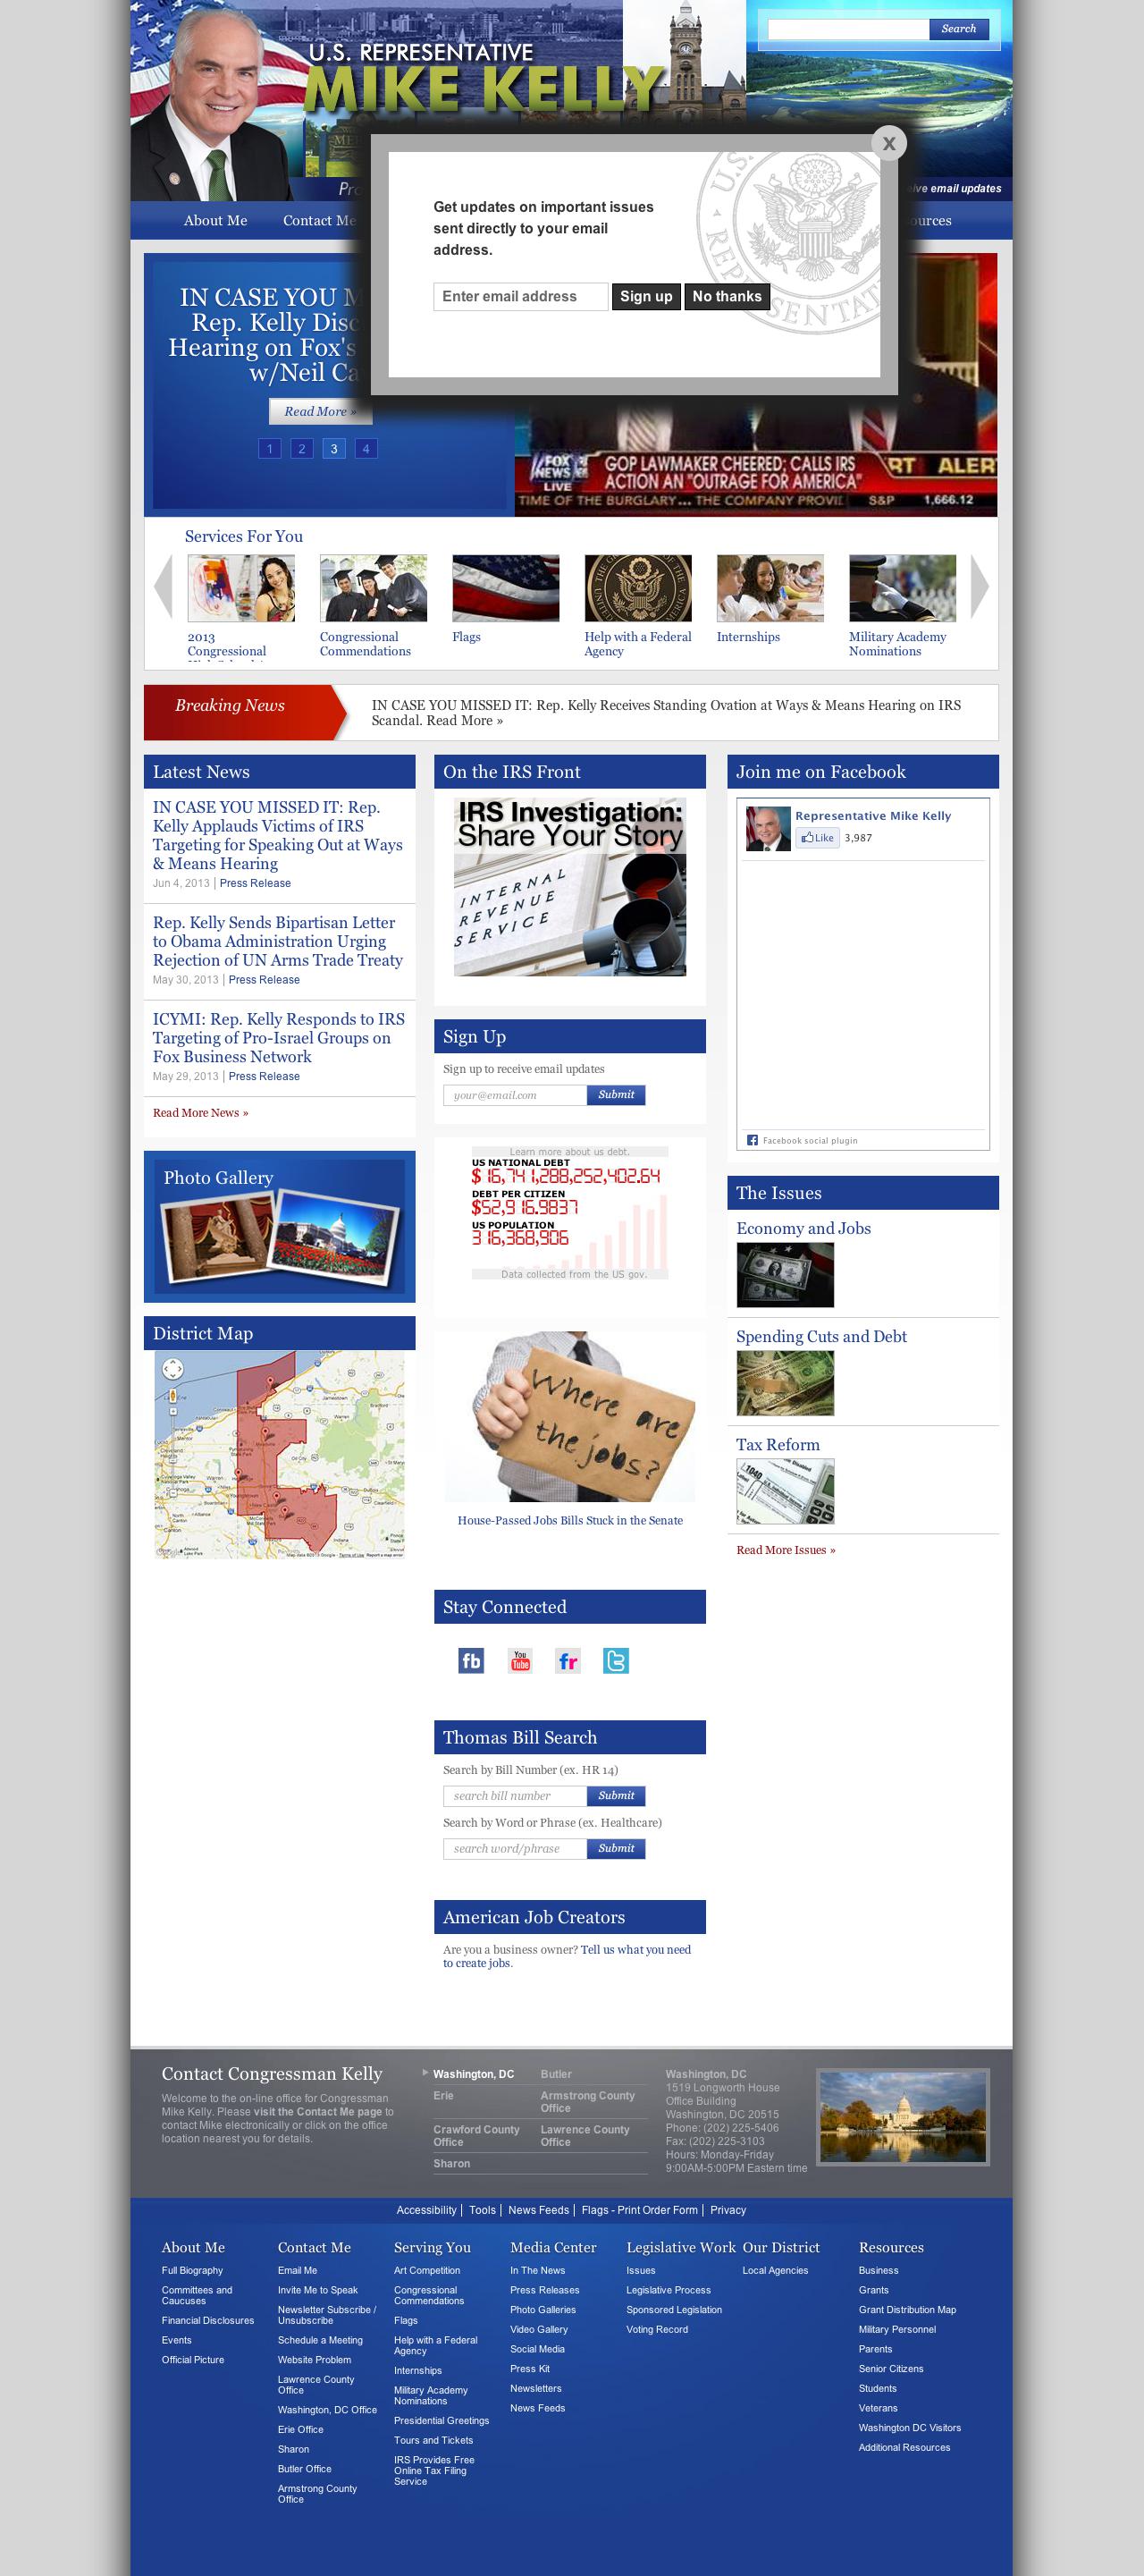 Search
U.S. REPRESENTATIVE
MIKE KELLY
email updates
About Me
Contact Me
X
Get updates on important issues
sent directly to your email
address.
Enter email address
Sign up
No thanks
IN CASE YOU
Rep. Kelly
Hearing on Fox's
w/Neil
Read More »
1 2 3 4
FOX
NEWS
LIVE
GOP LAWMAKER CHEERED; CALLS IRS
ACTION AN "OUTRAGE FOR AMERICA"
TIME OF THE BURGLARY... THE COMPANY
S&P 1,666.12
Services For You
2013
Congressional
Congressional
Commendations
Flags
Help with a Federal
Agency
Internships
Military Academy
Nominations
Breaking News
IN CASE YOU MISSED IT: Rep. Kelly Receives Standing Ovation at Ways & Means Hearing on IRS
Scandal. Read More »
Latest News
IN CASE YOU MISSED IT: Rep.
Kelly Applauds Victims of IRS
Targeting for Speaking Out at Ways
& Means Hearing
Jun 4, 2013 | Press Release
Rep. Kelly Sends Bipartisan Letter
to Obama Administration Urging
Rejection of UN Arms Trade Treaty
May 30, 2013 | Press Release
ICYMI: Rep. Kelly Responds to IRS
Targeting of Pro-Israel Groups on
Fox Business Network
May 29, 2013 | Press Release
Read More News »
Photo Gallery
District Map
On the IRS Front
IRS Investigation:
Share Your Story
INTERNAL
REVENUE
SERVICE
Sign Up
Sign up to receive email updates
your@email.com
Submit
Learn more about us debt.
US NATIONAL DEBT
$16,741,288,252,402.64
DEBT PER CITIZEN
$52,916.9837
US POPULATION
316,368,906
Data collected from the US gov.
Where are
the jobs?
House-Passed Jobs Bills Stuck in the Senate
Stay Connected
fb
You
Tube
fr
t
Thomas Bill Search
Search by Bill Number (ex. HR 14)
search bill number
Submit
Search by Word or Phrase (ex. Healthcare)
search word/phrase
Submit
American Job Creators
Are you a business owner? Tell us what you need
to create jobs.
Join me on Facebook
Representative Mike Kelly
Like 3,987
Facebook social plugin
The Issues
Economy and Jobs
Spending Cuts and Debt
Tax Reform
1040
Read More Issues »
Contact Congressman Kelly
Welcome to the on-line office for Congressman
Mike Kelly. Please visit the Contact Me page to
contact Mike electronically or click on the office
location nearest you for details.
Washington, DC
Butler
Erie
Armstrong County
Office
Crawford County
Office
Lawrence County
Office
Sharon
Washington, DC
1519 Longworth House
Office Building
Washington, DC 20515
Phone: (202) 225-5406
Fax: (202) 225-3103
Hours: Monday-Friday
9:00AM-5:00PM Eastern time
Accessibility | Tools | News Feeds | Flags - Print Order Form | Privacy
About Me
Full Biography
Committees and
Caucuses
Financial Disclosures
Events
Official Picture
Contact Me
Email Me
Invite Me to Speak
Newsletter Subscribe /
Unsubscribe
Schedule a Meeting
Website Problem
Lawrence County
Office
Washington, DC Office
Erie Office
Sharon
Butler Office
Armstrong County
Office
Serving You
Art Competition
Congressional
Commendations
Flags
Help with a Federal
Agency
Internships
Military Academy
Nominations
Presidential Greetings
Tours and Tickets
IRS Provides Free
Online Tax Filing
Service
Media Center
In The News
Press Releases
Photo Galleries
Video Gallery
Social Media
Press Kit
Newsletters
News Feeds
Legislative Work
Issues
Legislative Process
Sponsored Legislation
Voting Record
Our District
Local Agencies
Resources
Business
Grants
Grant Distribution Map
Military Personnel
Parents
Senior Citizens
Students
Veterans
Washington DC Visitors
Additional Resources